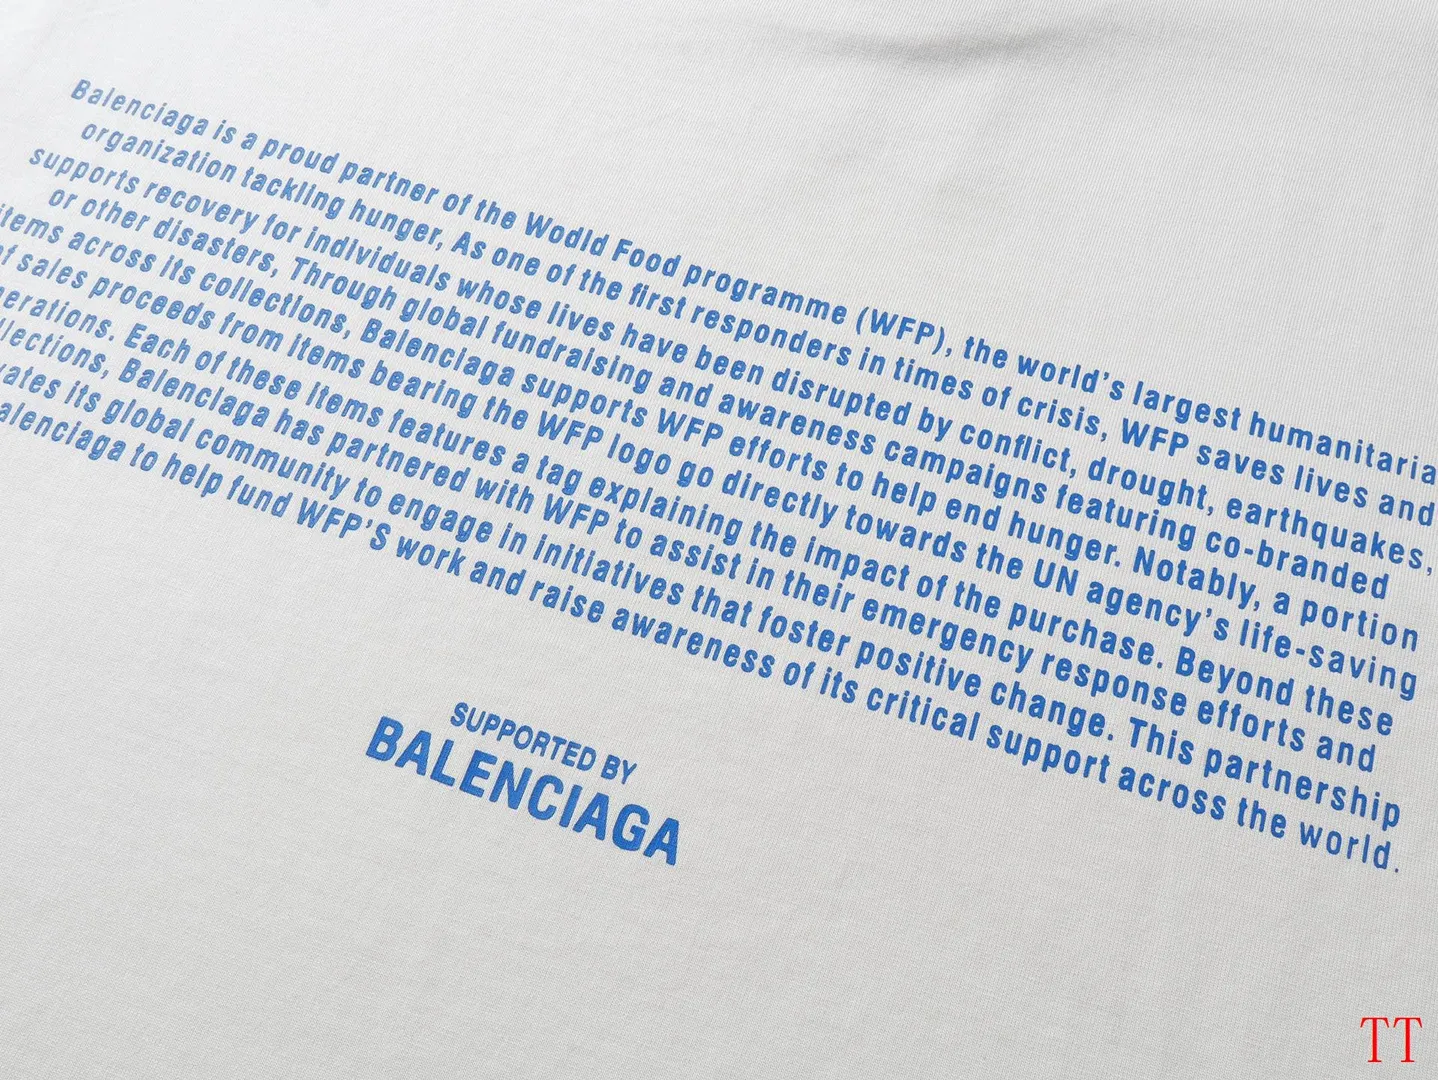 Balenciaga is a proud partner of the Wodld Food programme (WFP), the world's largest humanitaria
organization tackling hunger, As one of the first responders in times of crisis, WFP saves lives and
supports recovery for individuals whose lives have been disrupted by conflict, drought, earthquakes,
or other disasters, Through global fundraising and awareness campaigns featuring co-branded
items across its collections, Balenciaga supports WFP efforts to help end hunger. Notably, a portion
of sales proceeds from items bearing the WFP logo go directly towards the UN agency's life-saving
nerations. Each of these items features a tag explaining the impact of the purchase. Beyond these
llections, Balenciaga has partnered with WFP to assist in their emergency response efforts and
vates its global community to engage in initiatives that foster positive change. This partnership
alenciaga to help fund WFP'S work and raise awareness of its critical support across the world.
SUPPORTED BY
BALENCIAGA
TT